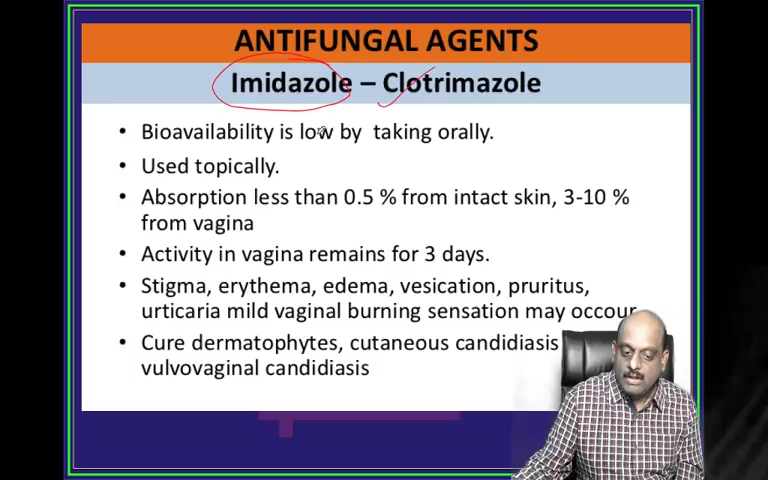 ANTIFUNGAL AGENTS
Imidazole – Clotrimazole
• Bioavailability is low by taking orally.
• Used topically.
• Absorption less than 0.5 % from intact skin, 3-10 %
from vagina
• Activity in vagina remains for 3 days.
• Stigma, erythema, edema, vesication, pruritus,
urticaria mild vaginal burning sensation may occour
• Cure dermatophytes, cutaneous candidiasis
vulvovaginal candidiasis